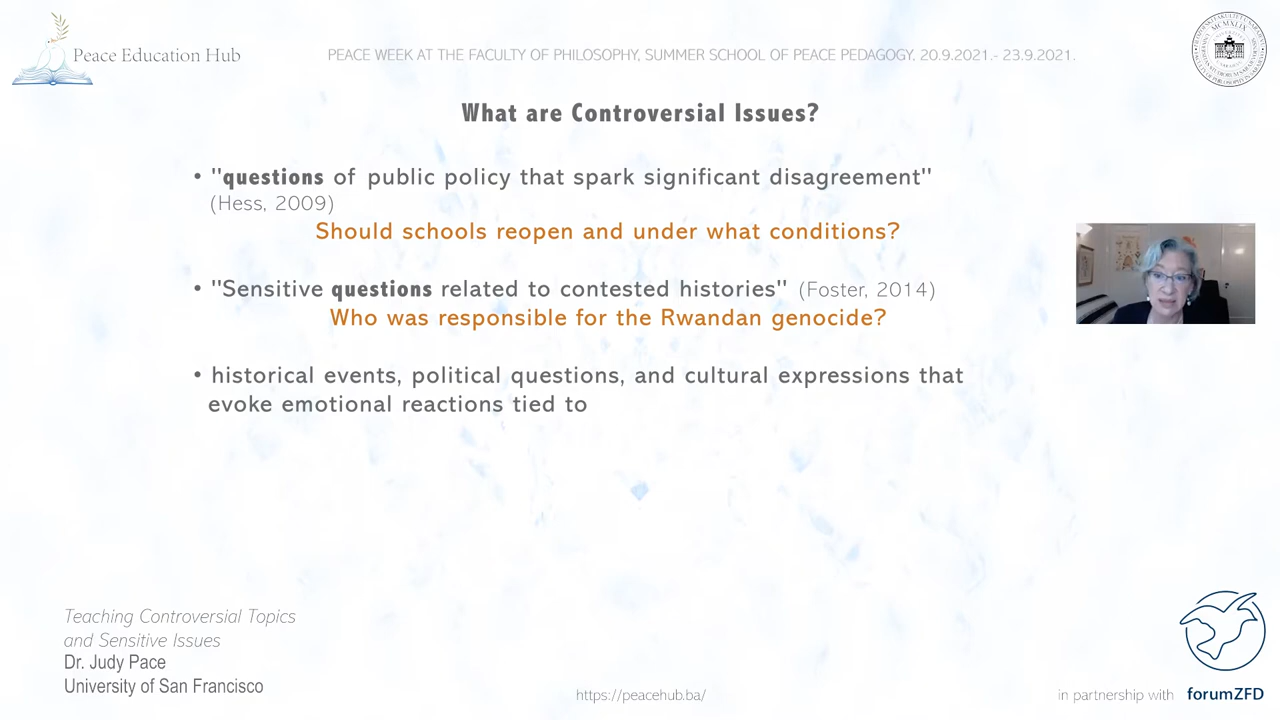 Peace Education Hub
PEACE WEEK AT THE FACULTY OF PHILOSOPHY, SUMMER SCHOOL OF PEACE PEDAGOGY, 20.9.2021.- 23.9.2021.
What are Controversial Issues?
• "questions of public policy that spark significant disagreement"
(Hess, 2009)
Should schools reopen and under what conditions?
• "Sensitive questions related to contested histories" (Foster, 2014)
Who was responsible for the Rwandan genocide?
• historical events, political questions, and cultural expressions that
evoke emotional reactions tied to
Teaching Controversial Topics
and Sensitive Issues
Dr. Judy Pace
University of San Francisco
https://peacehub.ba/
in partnership with forumZFD